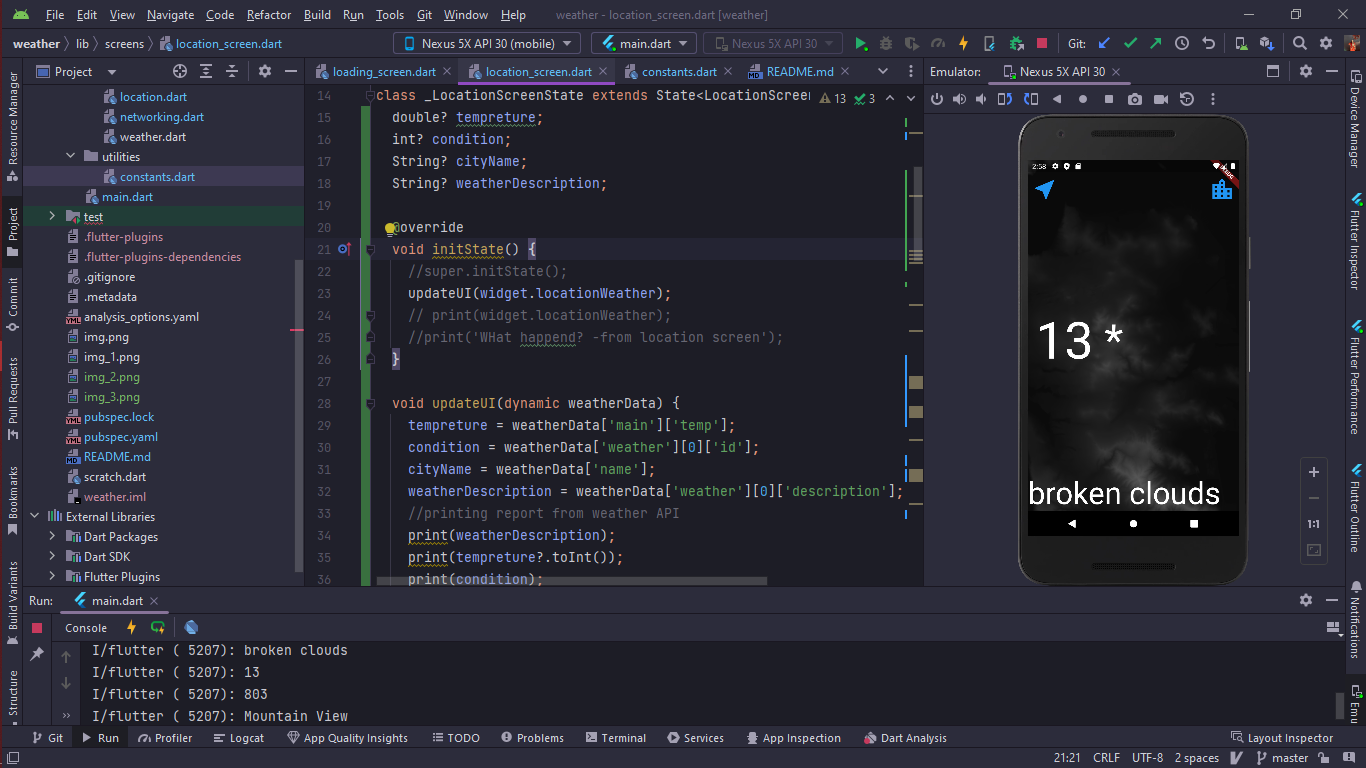 File Edit View Navigate Code Refactor Build Run Tools Git Window Help weather - location_screen.dart [weather]
weather lib screens location_screen.dart Nexus 5X API 30 (mobile) main.dart Nexus 5X API 30 Git:
Project
loading_screen.dart location_screen.dart constants.dart README.md
Emulator: Nexus 5X API 30
location.dart
networking.dart
weather.dart
utilities
constants.dart
main.dart
test
.flutter-plugins
.flutter-plugins-dependencies
.gitignore
.metadata
analysis_options.yaml
img.png
img_1.png
img_2.png
img_3.png
pubspec.lock
pubspec.yaml
README.md
scratch.dart
weather.iml
External Libraries
Dart Packages
Dart SDK
Flutter Plugins
14 class _LocationScreenState extends State<LocationScreen 13 3
15 double? tempreture;
16 int? condition;
17 String? cityName;
18 String? weatherDescription;
19
20 @override
21 void initState() {
22 //super.initState();
23 updateUI(widget.locationWeather);
24 // print(widget.locationWeather);
25 //print('WHat happend? -from location screen');
26 }
27
28 void updateUI(dynamic weatherData) {
29 tempreture = weatherData['main']['temp'];
30 condition = weatherData['weather'][0]['id'];
31 cityName = weatherData['name'];
32 weatherDescription = weatherData['weather'][0]['description'];
33 //printing report from weather API
34 print(weatherDescription);
35 print(tempreture?.toInt());
36 print(condition);
2:58
13 *
broken clouds
1:1
Resource Manager
Project
Commit
Pull Requests
Bookmarks
Build Variants
Structure
Device Manager
Flutter Inspector
Flutter Performance
Flutter Outline
Notifications
Emu
Run: main.dart
Console
I/flutter ( 5207): broken clouds
I/flutter ( 5207): 13
I/flutter ( 5207): 803
I/flutter ( 5207): Mountain View
Git Run Profiler Logcat App Quality Insights TODO Problems Terminal Services App Inspection Dart Analysis Layout Inspector
21:21 CRLF UTF-8 2 spaces master